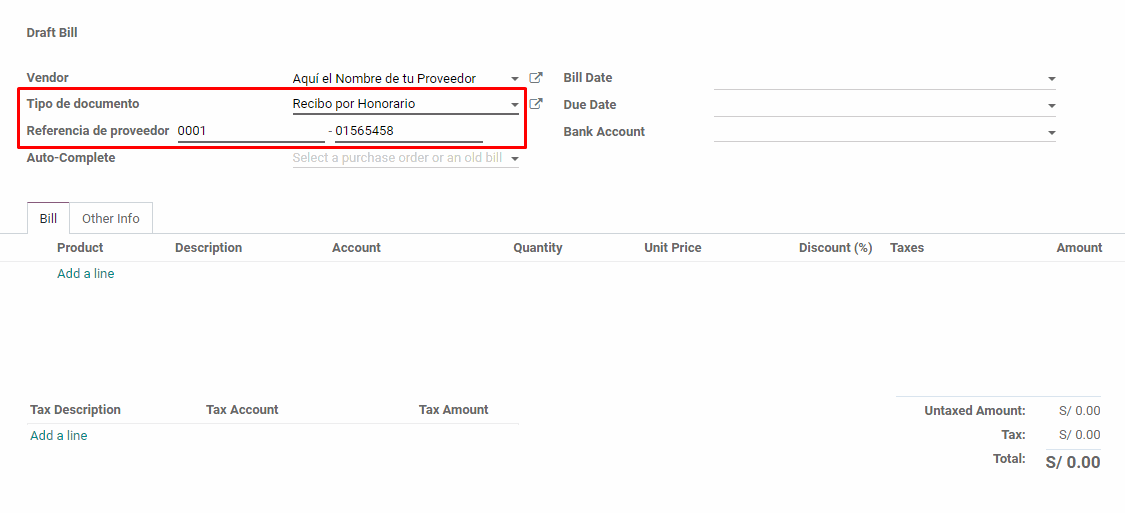 Draft Bill
Vendor Aquí el Nombre de tu Proveedor Bill Date
Tipo de documento Recibo por Honorario Due Date
Referencia de proveedor 0001 - 01565458 Bank Account
Auto-Complete Select a purchase order or an old bill
Bill Other Info
Product Description Account Quantity Unit Price Discount (%) Taxes Amount
Add a line
Tax Description Tax Account Tax Amount Untaxed Amount: S/ 0.00
Add a line Tax: S/ 0.00
Total: S/ 0.00